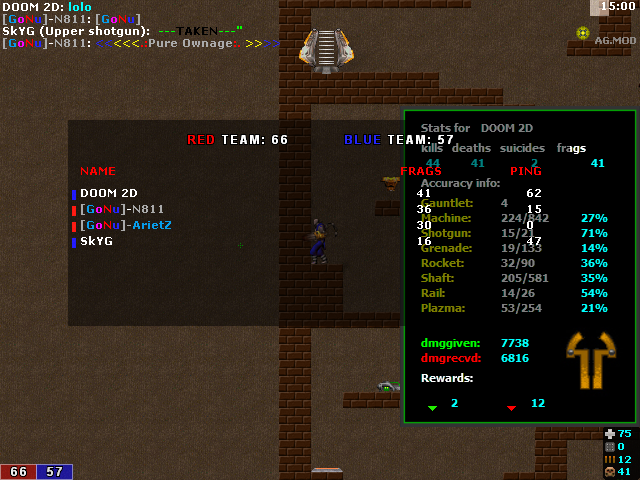 DOOM 2D: lolo
[GoNu]-N811: [GoNu]
SkYG (Upper shotgun): ---TAKEN---"
[GoNu]-N811: <<<<.:Pure Ownage:. >>>>
15:00
AG.MOD
RED TEAM: 66 BLUE TEAM: 57
NAME FRAGS PING
DOOM 2D 41 62
[GoNu]-N811 36 15
[GoNu]-ArietZ 30 0
SkYG 16 47
Stats for DOOM 2D
kills deaths suicides frags
44 41 2 41
Accuracy info:
Gauntlet: 4
Machine: 224/842 27%
Shotgun: 15/21 71%
Grenade: 19/133 14%
Rocket: 32/90 36%
Shaft: 205/581 35%
Rail: 14/26 54%
Plazma: 53/254 21%
dmggiven: 7738
dmgrecvd: 6816
Rewards:
2 12
75
0
12
41
66 57